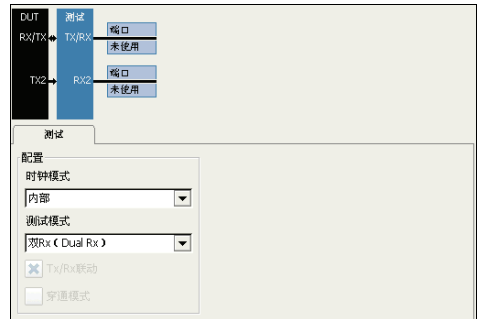 DUT 测试
端口
RX/TX TX/RX
未使用
端口
TX2 RX2
未使用
测试
配置
时钟模式
内部
测试模式
双Rx（Dual Rx）
Tx/Rx联动
穿通模式